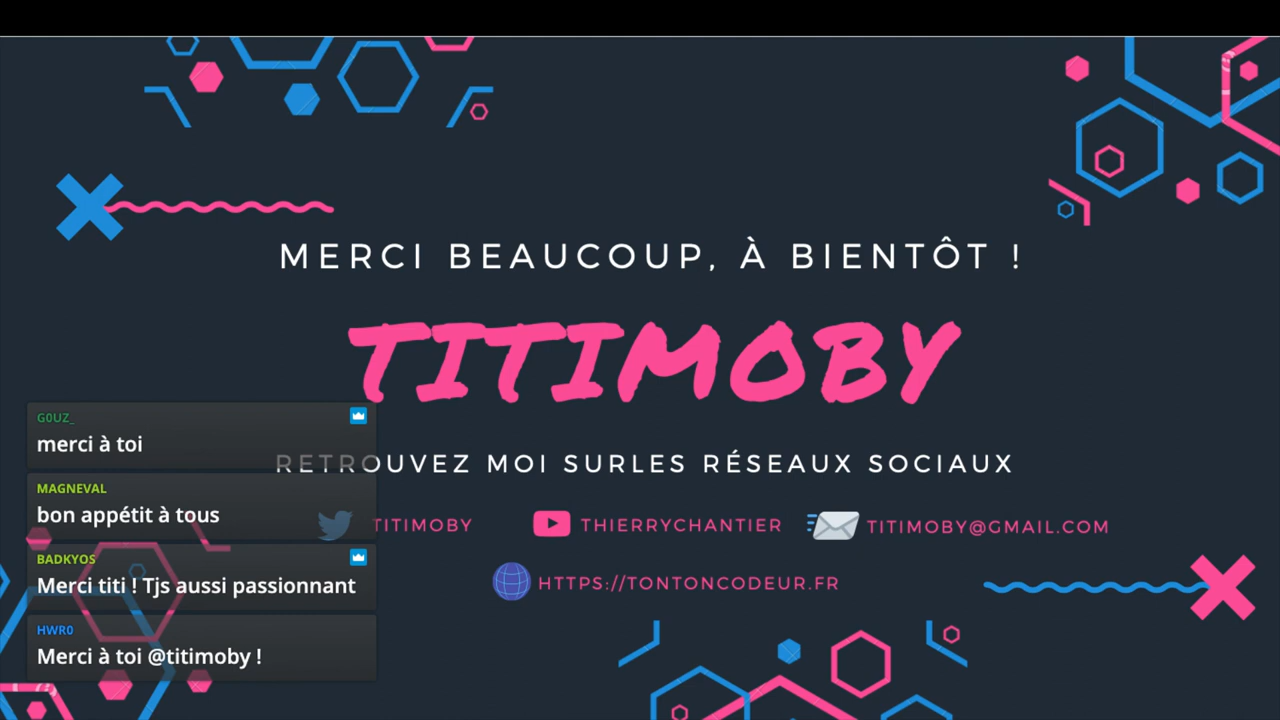 MERCI BEAUCOUP, À BIENTÔT !
TITIMOBY
RETROUVEZ MOI SURLES RÉSEAUX SOCIAUX
TITIMOBY
THIERRYCHANTIER
TITIMOBY@GMAIL.COM
HTTPS://TONTONCODEUR.FR
G0UZ_
merci à toi
MAGNEVAL
bon appétit à tous
BADKYOS
Merci titi ! Tjs aussi passionnant
HWR0
Merci à toi @titimoby !